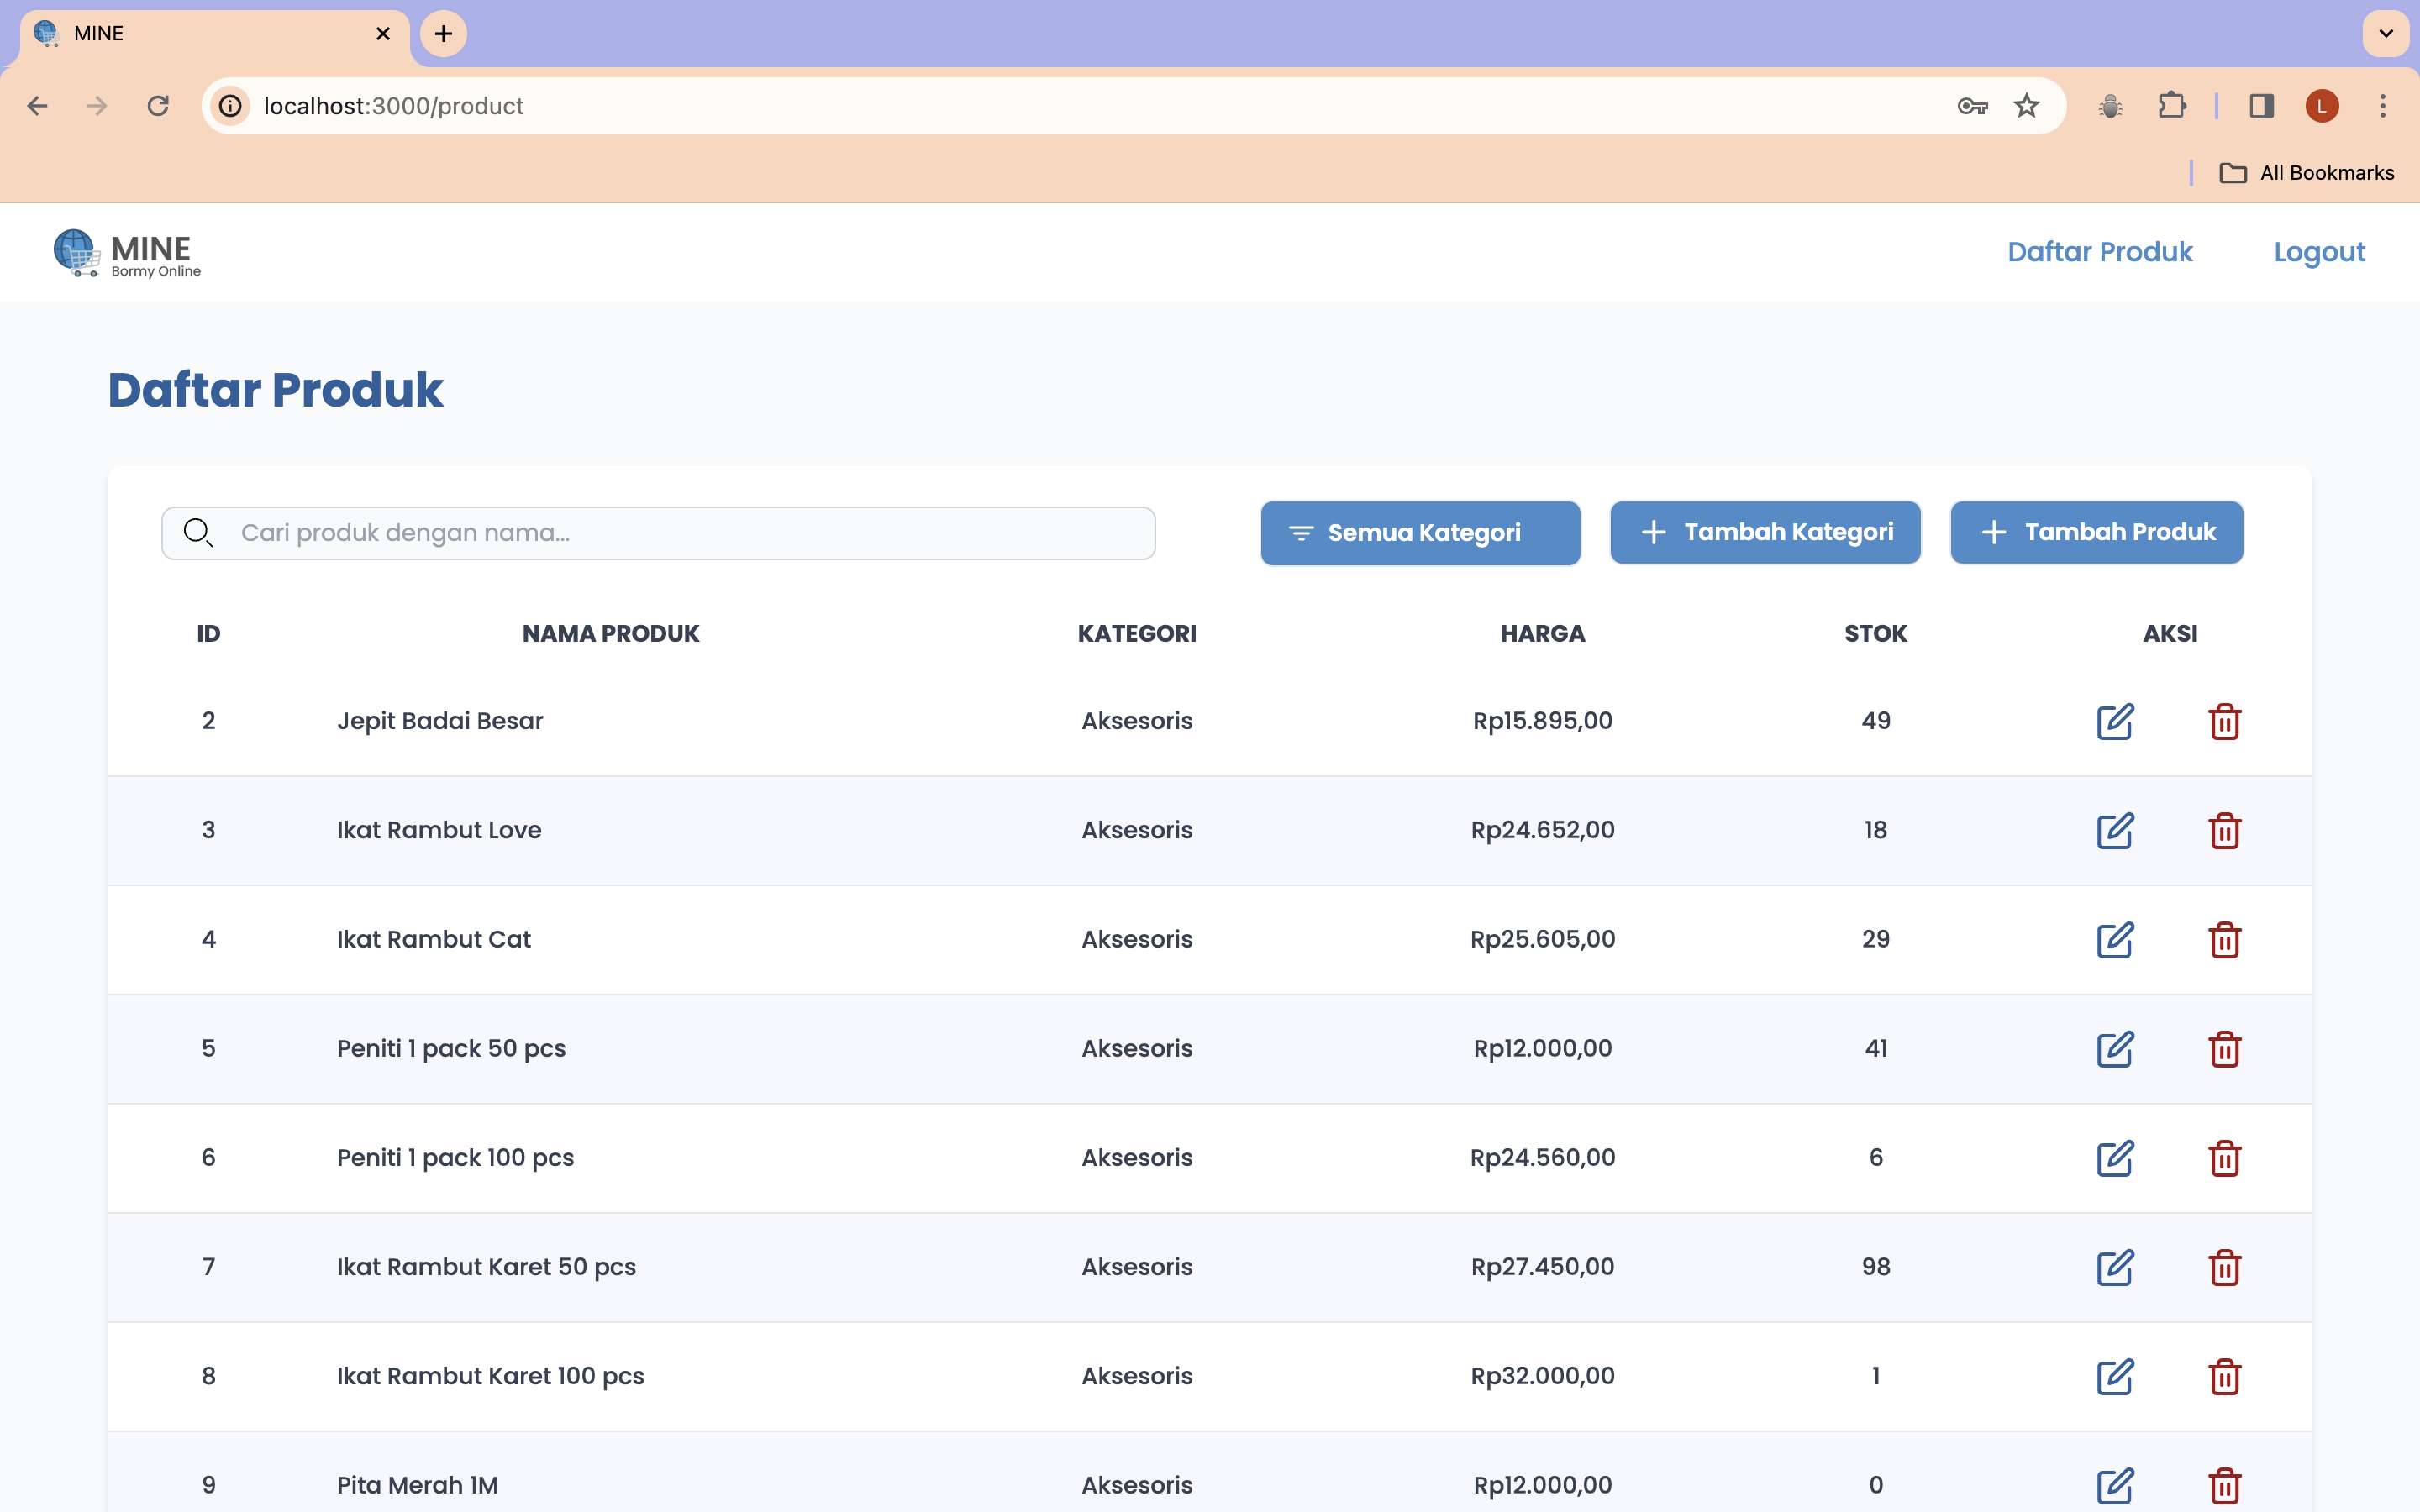 MINE
localhost:3000/product
L
All Bookmarks
MINE
Bormy Online
Daftar Produk Logout
Daftar Produk
Cari produk dengan nama... Semua Kategori Tambah Kategori Tambah Produk
ID NAMA PRODUK KATEGORI HARGA STOK AKSI
2 Jepit Badai Besar Aksesoris Rp15.895,00 49
3 Ikat Rambut Love Aksesoris Rp24.652,00 18
4 Ikat Rambut Cat Aksesoris Rp25.605,00 29
5 Peniti 1 pack 50 pcs Aksesoris Rp12.000,00 41
6 Peniti 1 pack 100 pcs Aksesoris Rp24.560,00 6
7 Ikat Rambut Karet 50 pcs Aksesoris Rp27.450,00 98
8 Ikat Rambut Karet 100 pcs Aksesoris Rp32.000,00 1
9 Pita Merah 1M Aksesoris Rp12.000,00 0